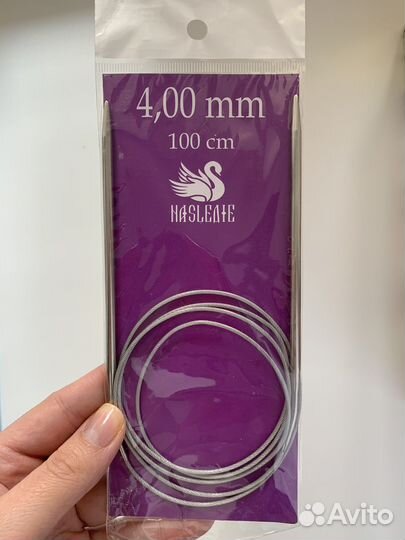 4,00 mm
100 cm
NASLEDIE
Avito